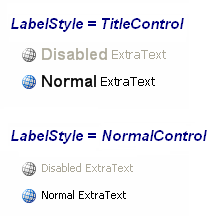 LabelStyle = TitleControl
Disabled ExtraText
Normal ExtraText
LabelStyle = NormalControl
Disabled ExtraText
Normal ExtraText